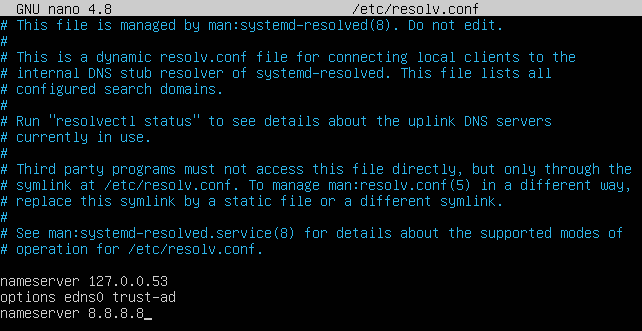 GNU nano 4.8 /etc/resolv.conf
# This file is managed by man:systemd-resolved(8). Do not edit.
#
# This is a dynamic resolv.conf file for connecting local clients to the
# internal DNS stub resolver of systemd-resolved. This file lists all
# configured search domains.
#
# Run "resolvectl status" to see details about the uplink DNS servers
# currently in use.
#
# Third party programs must not access this file directly, but only through the
# symlink at /etc/resolv.conf. To manage man:resolv.conf(5) in a different way,
# replace this symlink by a static file or a different symlink.
#
# See man:systemd-resolved.service(8) for details about the supported modes of
# operation for /etc/resolv.conf.
nameserver 127.0.0.53
options edns0 trust-ad
nameserver 8.8.8.8